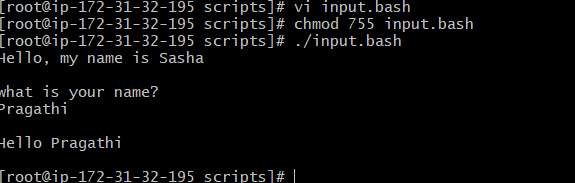 [root@ip-172-31-32-195 scripts]# vi input.bash
[root@ip-172-31-32-195 scripts]# chmod 755 input.bash
[root@ip-172-31-32-195 scripts]# ./input.bash
Hello, my name is Sasha
what is your name?
Pragathi
Hello Pragathi
[root@ip-172-31-32-195 scripts]#